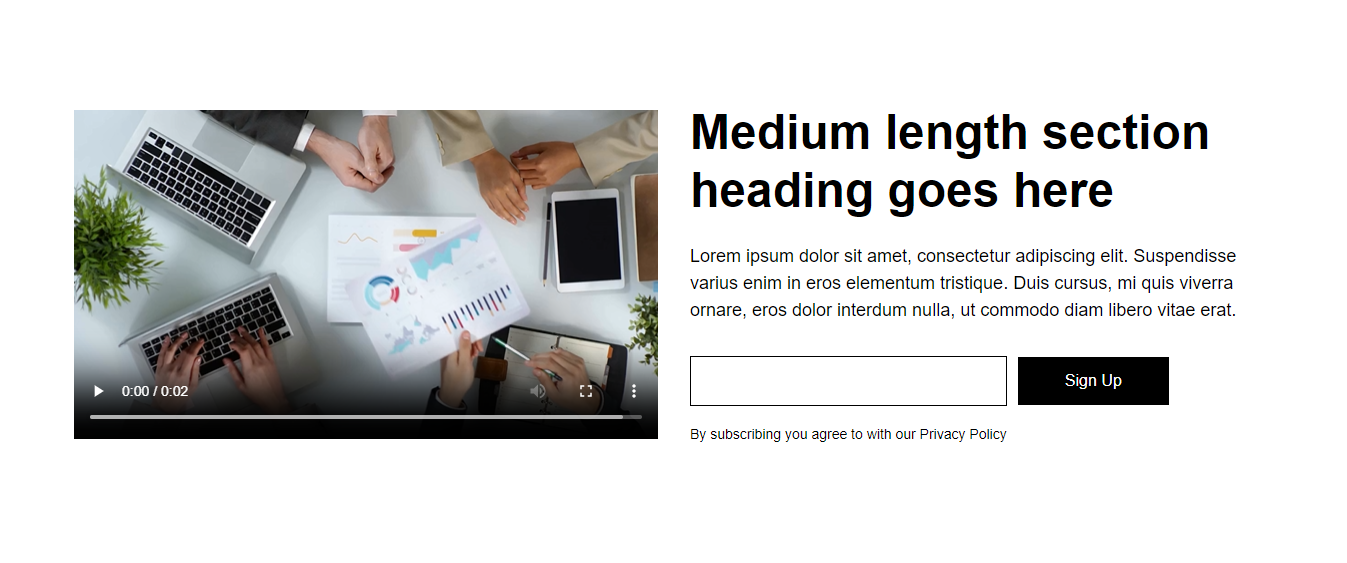 Medium length section
heading goes here
Lorem ipsum dolor sit amet, consectetur adipiscing elit. Suspendisse
varius enim in eros elementum tristique. Duis cursus, mi quis viverra
ornare, eros dolor interdum nulla, ut commodo diam libero vitae erat.
0:00 / 0:02
Sign Up
By subscribing you agree to with our Privacy Policy